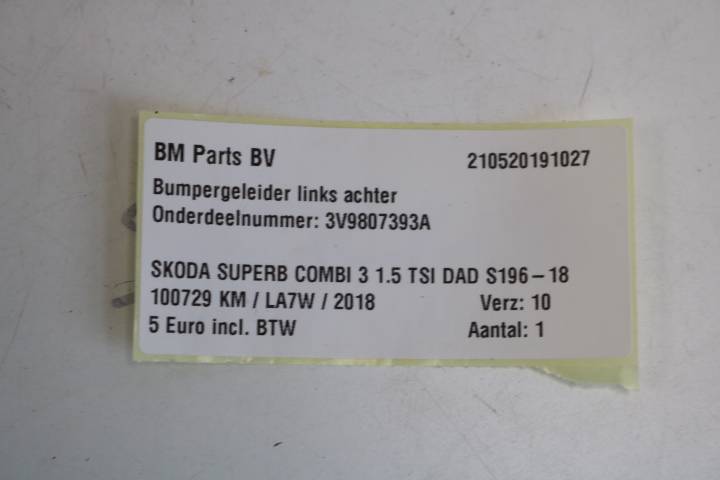 BM Parts BV 210520191027
Bumpergeleider links achter
Onderdeelnummer: 3V9807393A
SKODA SUPERB COMBI 3 1.5 TSI DAD S196-18
100729 KM / LA7W / 2018 Verz: 10
5 Euro incl. BTW Aantal: 1